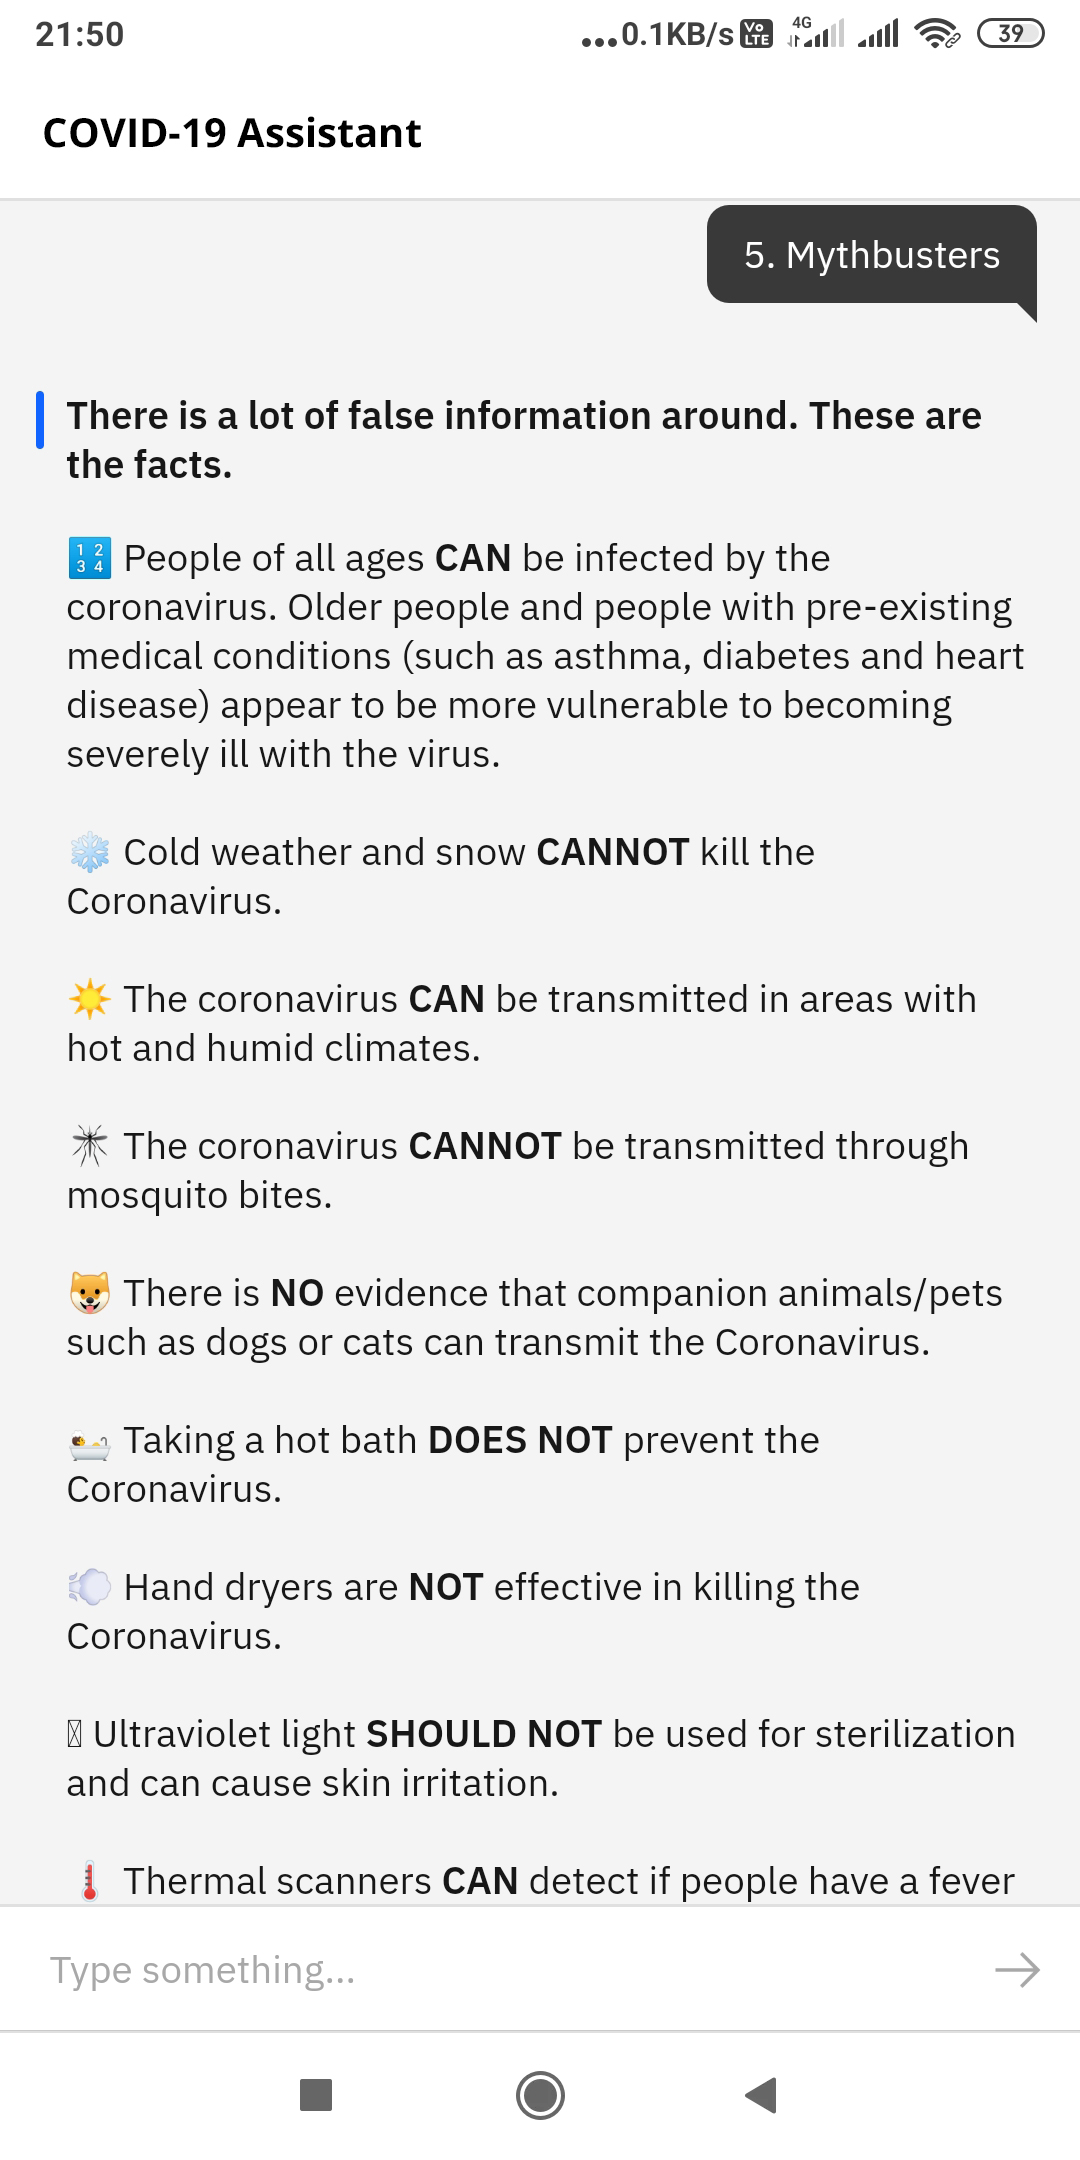 21:50
...0.1KB/s Vo LTE 4G 39
COVID-19 Assistant
5. Mythbusters
There is a lot of false information around. These are
the facts.
🔢 People of all ages CAN be infected by the
coronavirus. Older people and people with pre-existing
medical conditions (such as asthma, diabetes and heart
disease) appear to be more vulnerable to becoming
severely ill with the virus.
❄️ Cold weather and snow CANNOT kill the
Coronavirus.
☀️ The coronavirus CAN be transmitted in areas with
hot and humid climates.
🦟 The coronavirus CANNOT be transmitted through
mosquito bites.
🐶 There is NO evidence that companion animals/pets
such as dogs or cats can transmit the Coronavirus.
🛀 Taking a hot bath DOES NOT prevent the
Coronavirus.
💨 Hand dryers are NOT effective in killing the
Coronavirus.
Ultraviolet light SHOULD NOT be used for sterilization
and can cause skin irritation.
🌡️ Thermal scanners CAN detect if people have a fever
Type something...